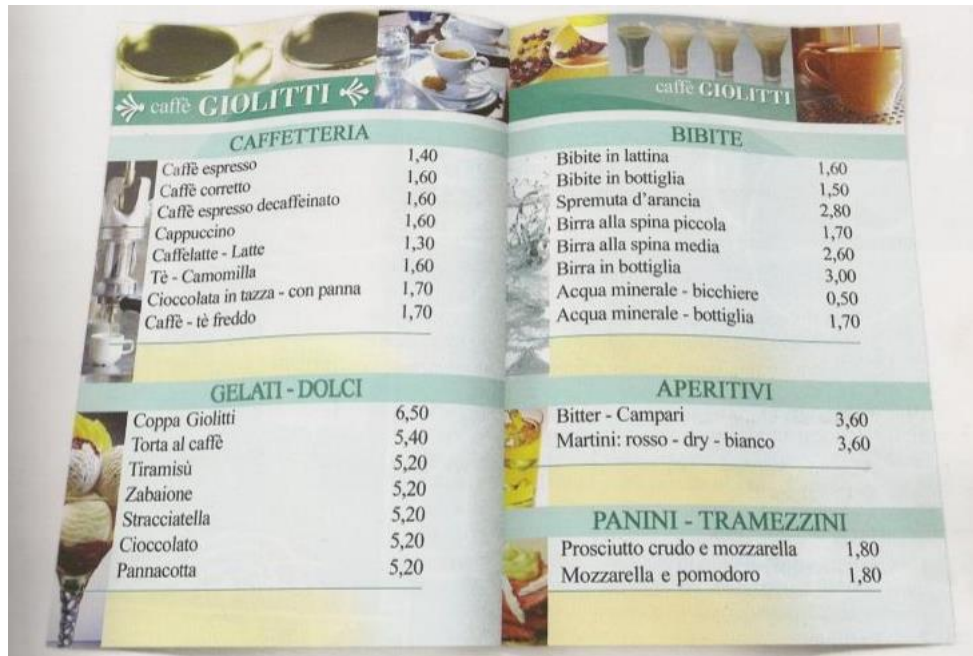 caffè GIOLITTI
CAFFETTERIA
Caffè espresso 1,40
Caffè corretto 1,60
Caffè espresso decaffeinato 1,60
Cappuccino 1,60
Caffelatte - Latte 1,30
Tè - Camomilla 1,60
Cioccolata in tazza - con panna 1,70
Caffè - tè freddo 1,70
GELATI - DOLCI
Coppa Giolitti 6,50
Torta al caffè 5,40
Tiramisù 5,20
Zabaione 5,20
Stracciatella 5,20
Cioccolato 5,20
Pannacotta 5,20
caffè GIOLITTI
BIBITE
Bibite in lattina 1,60
Bibite in bottiglia 1,50
Spremuta d'arancia 2,80
Birra alla spina piccola 1,70
Birra alla spina media 2,60
Birra in bottiglia 3,00
Acqua minerale - bicchiere 0,50
Acqua minerale - bottiglia 1,70
APERITIVI
Bitter - Campari 3,60
Martini: rosso - dry - bianco 3,60
PANINI - TRAMEZZINI
Prosciutto crudo e mozzarella 1,80
Mozzarella e pomodoro 1,80